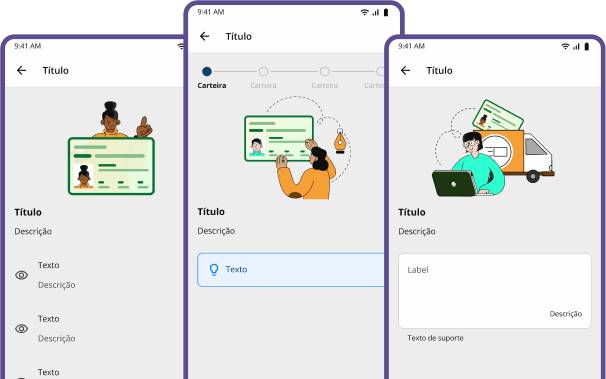 9:41 AM
Título
Título
Descrição
Texto
Descrição
Texto
Descrição
Texto
9:41 AM
Título
Carteira
Carteira
Carteira
Título
Descrição
Texto
9:41 AM
Título
Título
Descrição
Label
Descrição
Texto de suporte